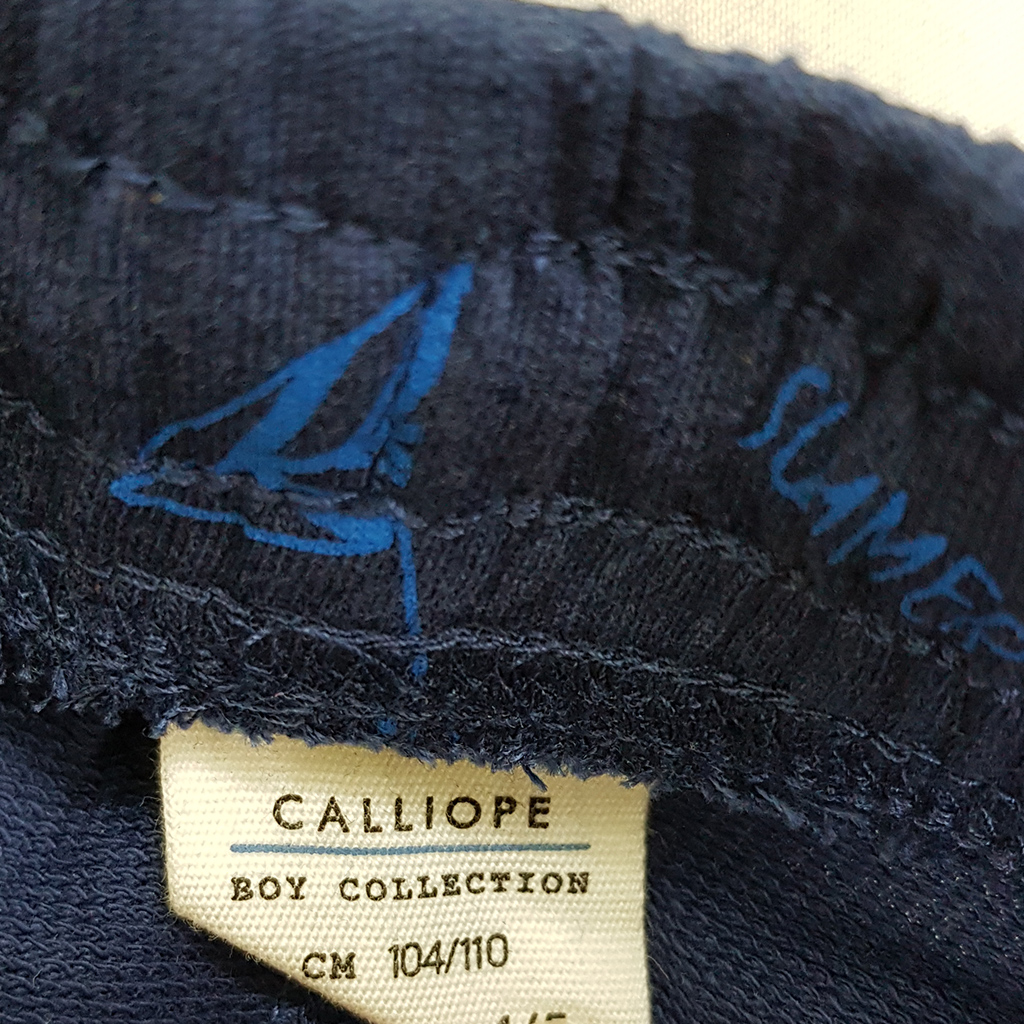 SUMMER
CALLIOPE
BOY COLLECTION
CM 104/110